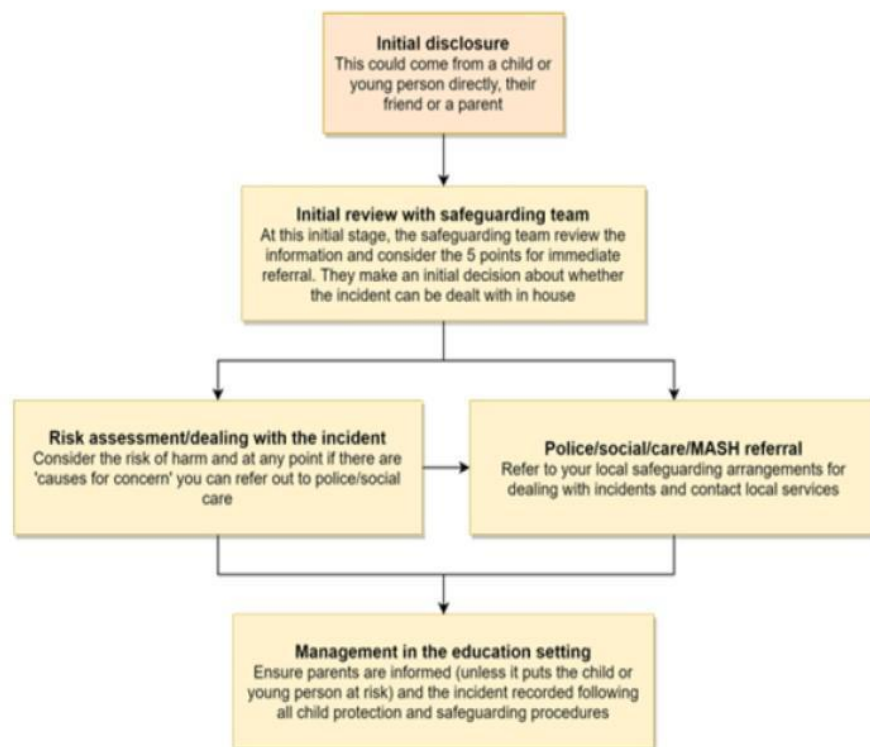 Initial disclosure
This could come from a child or
young person directly, their
friend or a parent
Initial review with safeguarding team
At this initial stage, the safeguarding team review the
information and consider the 5 points for immediate
referral. They make an initial decision about whether
the incident can be dealt with in house
Risk assessment/dealing with the incident
Consider the risk of harm and at any point if there are
'causes for concern' you can refer out to police/social
care
Police/social/care/MASH referral
Refer to your local safeguarding arrangements for
dealing with incidents and contact local services
Management in the education setting
Ensure parents are informed (unless it puts the child or
young person at risk) and the incident recorded following
all child protection and safeguarding procedures